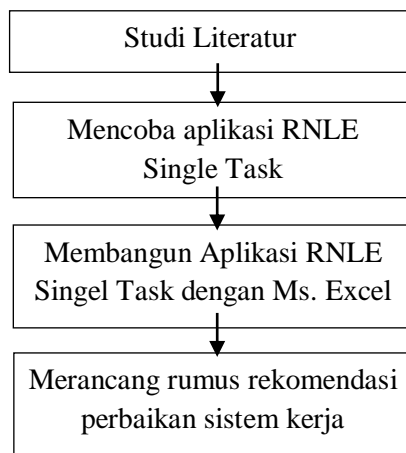 Studi Literatur
Mencoba aplikasi RNLE
Single Task
Membangun Aplikasi RNLE
Singel Task dengan Ms. Excel
Merancang rumus rekomendasi
perbaikan sistem kerja